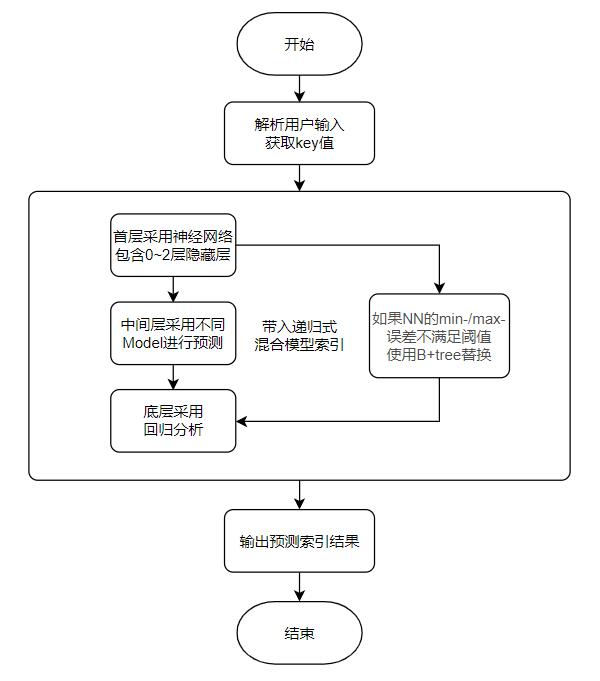 开始
解析用户输入
获取key值
首层采用神经网络
包含0~2层隐藏层
中间层采用不同
Model进行预测
带入递归式
混合模型索引
如果NN的min-/max-
误差不满足阈值
使用B+tree替换
底层采用
回归分析
输出预测索引结果
结束